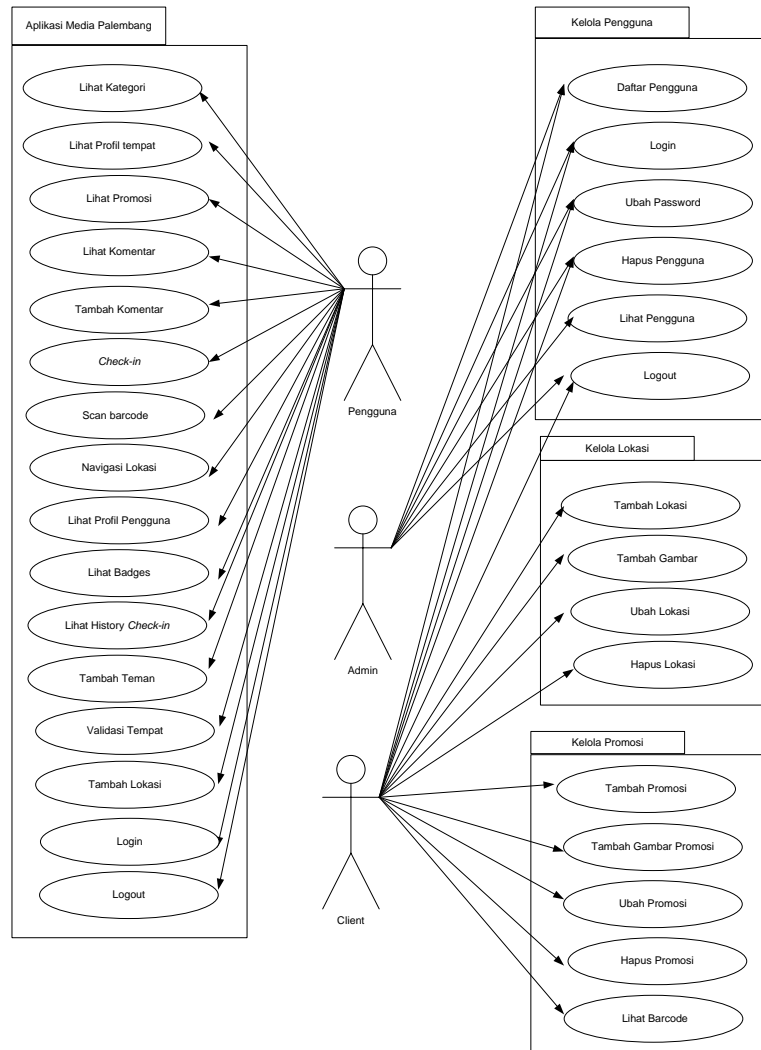 Aplikasi Media Palembang
Lihat Kategori
Lihat Profil tempat
Lihat Promosi
Lihat Komentar
Tambah Komentar
Check-in
Scan barcode
Navigasi Lokasi
Lihat Profil Pengguna
Lihat Badges
Lihat History Check-in
Tambah Teman
Validasi Tempat
Tambah Lokasi
Login
Logout
Pengguna
Admin
Client
Kelola Pengguna
Daftar Pengguna
Login
Ubah Password
Hapus Pengguna
Lihat Pengguna
Logout
Kelola Lokasi
Tambah Lokasi
Tambah Gambar
Ubah Lokasi
Hapus Lokasi
Kelola Promosi
Tambah Promosi
Tambah Gambar Promosi
Ubah Promosi
Hapus Promosi
Lihat Barcode